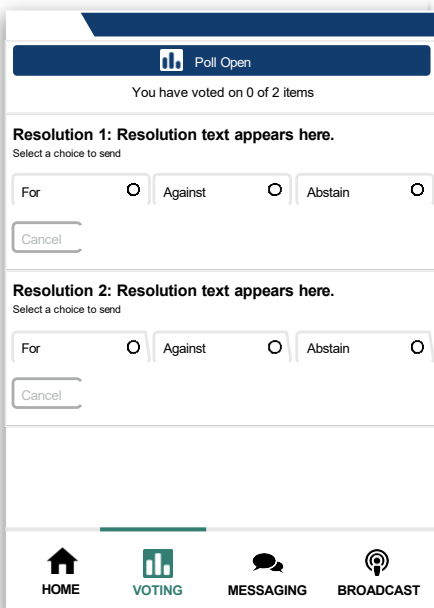 Poll Open
You have voted on 0 of 2 items
Resolution 1: Resolution text appears here.
Select a choice to send
For Against Abstain
Cancel
Resolution 2: Resolution text appears here.
Select a choice to send
For Against Abstain
Cancel
HOME VOTING MESSAGING BROADCAST